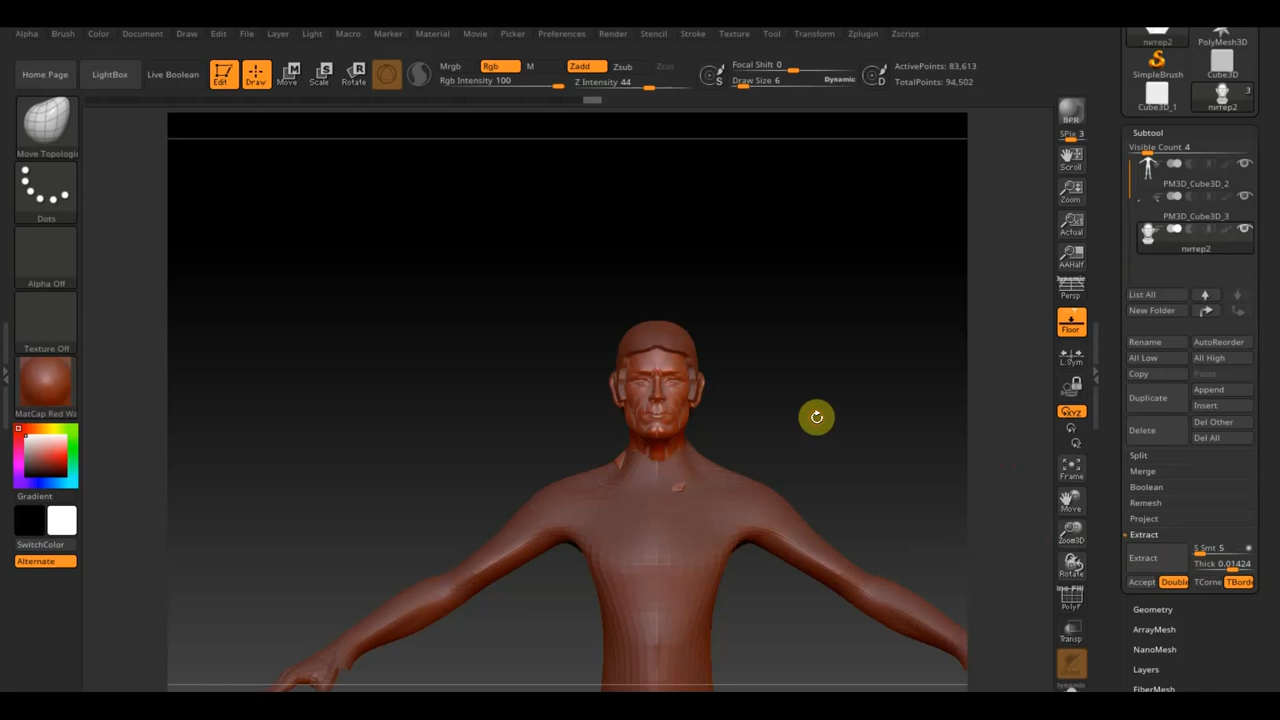 Alpha Brush Color Document Draw Edit File Layer Light Macro Marker Material Movie Picker Preferences Render Stencil Stroke Texture Tool Transform Zplugin Zscript
Home Page
LightBox
Live Boolean
Edit
Draw
Move
Scale
Rotate
Mrgb
Rgb
M
Rgb Intensity 100
Zadd
Zsub
Zcut
Z Intensity 44
S
Focal Shift 0
Draw Size 6
Dynamic
D
ActivePoints: 83,613
TotalPoints: 94,502
Move Topologic
Dots
Alpha Off
Texture Off
MatCap Red Wa
Gradient
SwitchColor
Alternate
BPR
SPix 3
Scroll
Zoom
Actual
AAHalf
Dynamic
Persp
Floor
L.Sym
XYZ
Frame
Move
Zoom3D
Rotate
PolyF
Transp
Dynamic
питер2
PolyMesh3D
SimpleBrush
Cube3D
Cube3D_1
3
питер2
Subtool
Visible Count 4
PM3D_Cube3D_2
PM3D_Cube3D_3
питер2
List All
New Folder
Rename
AutoReorder
All Low
All High
Copy
Paste
Duplicate
Append
Insert
Delete
Del Other
Del All
Split
Merge
Boolean
Remesh
Project
Extract
Extract
S Smt 5
Thick 0.01424
Accept
Double
TCorne
TBorde
Geometry
ArrayMesh
NanoMesh
Layers
FiberMesh